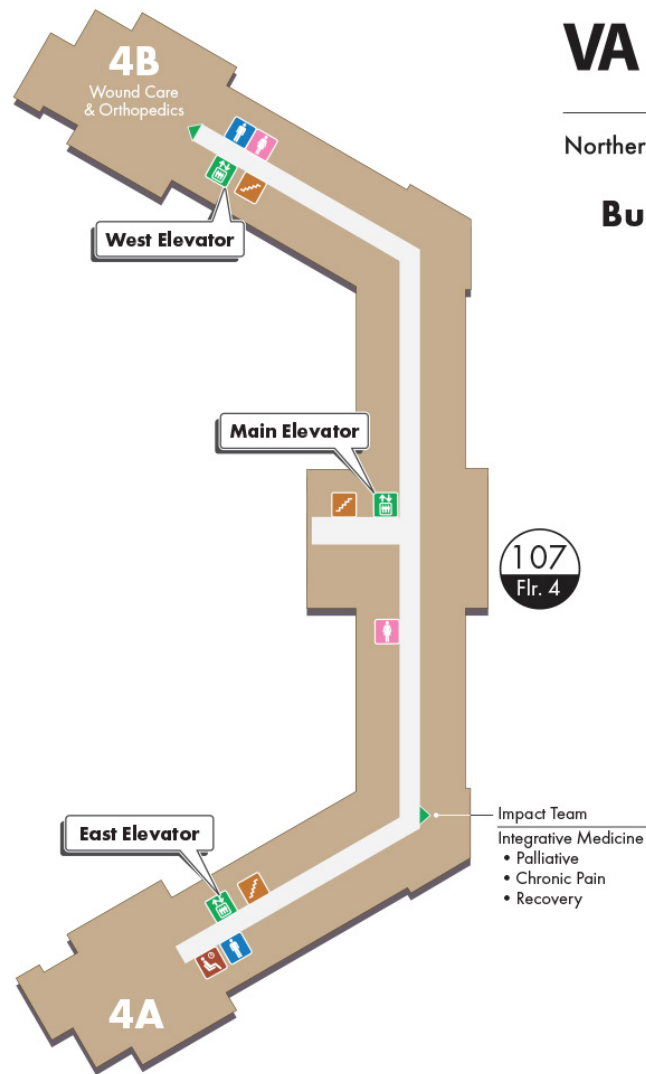 VA
Norther
Bu
4B
Wound Care
& Orthopedics
West Elevator
Main Elevator
107
Flr. 4
Impact Team
Integrative Medicine
• Palliative
• Chronic Pain
• Recovery
East Elevator
4A